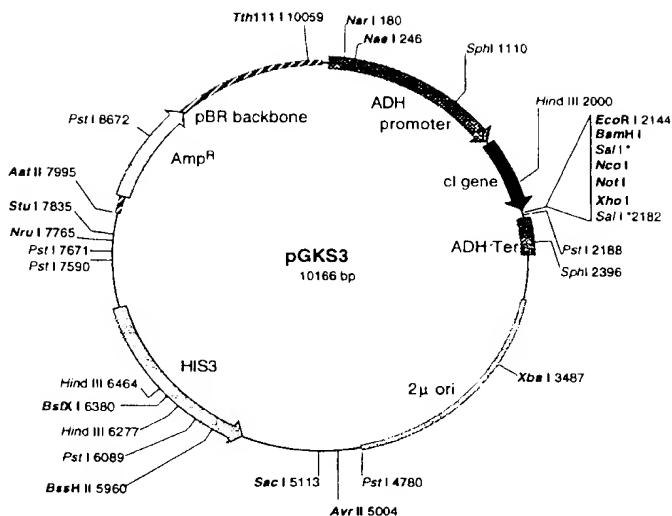 Tth111 I 10059
Nar I 180
Nae I 246
SphI 1110
ADH
promoter
Hind III 2000
EcoR I 2144
BamH I
Sal I*
Nco I
Not I
Xho I
Sal I *2182
cI gene
ADH Ter
Pst I 2188
SphI 2396
Xba I 3487
2µ ori
Pst I 4780
Avr II 5004
Sac I 5113
BssH II 5960
Pst I 6089
Hind III 6277
BstX I 6380
Hind III 6464
HIS3
Pst I 7590
Pst I 7671
Nru I 7765
Stu I 7835
Aat II 7995
Amp^R
Pst I 8672
pBR backbone
pGKS3
10166 bp